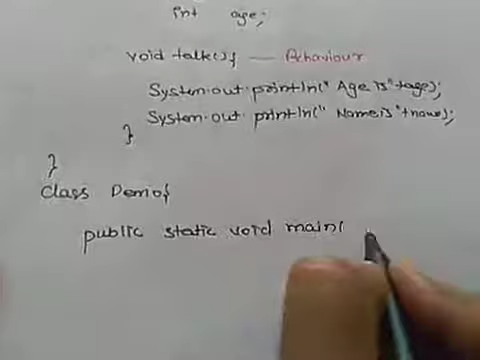 int age;
void talk(){ — Behaviour
System.out.println(" Age is"+age);
System.out.println(" Name is"+name);
}
}
Class Demo{
public static void main(